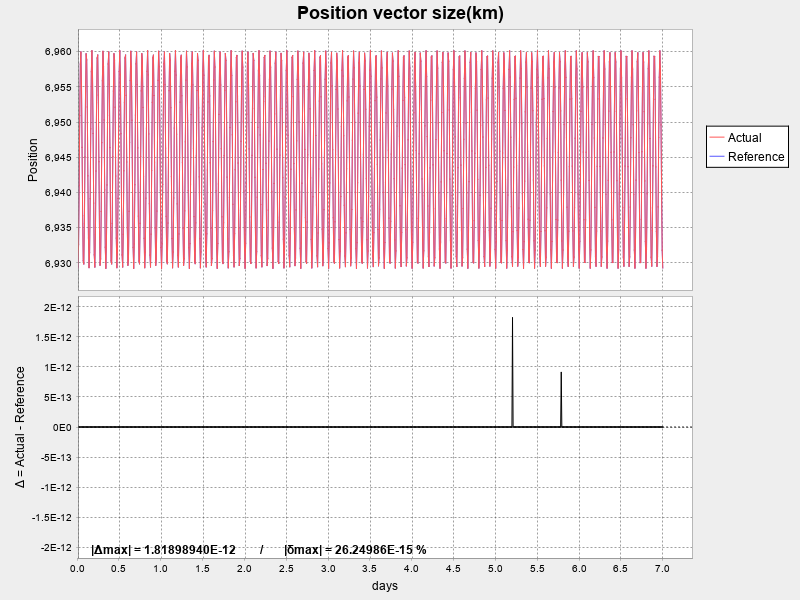 Position vector size(km)
6,960
6,955
6,950
6,945
6,940
6,935
6,930
Position
Actual
Reference
2E-12
1.5E-12
1E-12
5E-13
0E0
-5E-13
-1E-12
-1.5E-12
-2E-12
Δ = Actual - Reference
|Δmax| = 1.81898940E-12 / |δmax| = 26.24986E-15 %
0.0 0.5 1.0 1.5 2.0 2.5 3.0 3.5 4.0 4.5 5.0 5.5 6.0 6.5 7.0
days